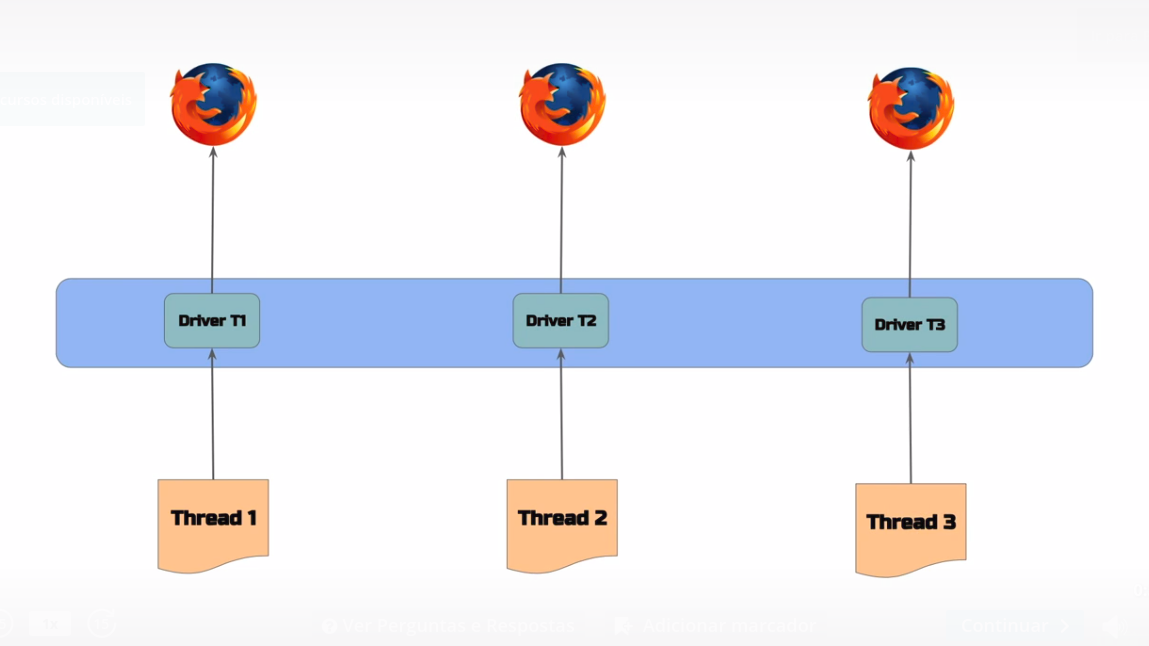 Driver T1
Driver T2
Driver T3
Thread 1
Thread 2
Thread 3
Ver Perguntas e Respostas
Adicionar marcador
Continuar